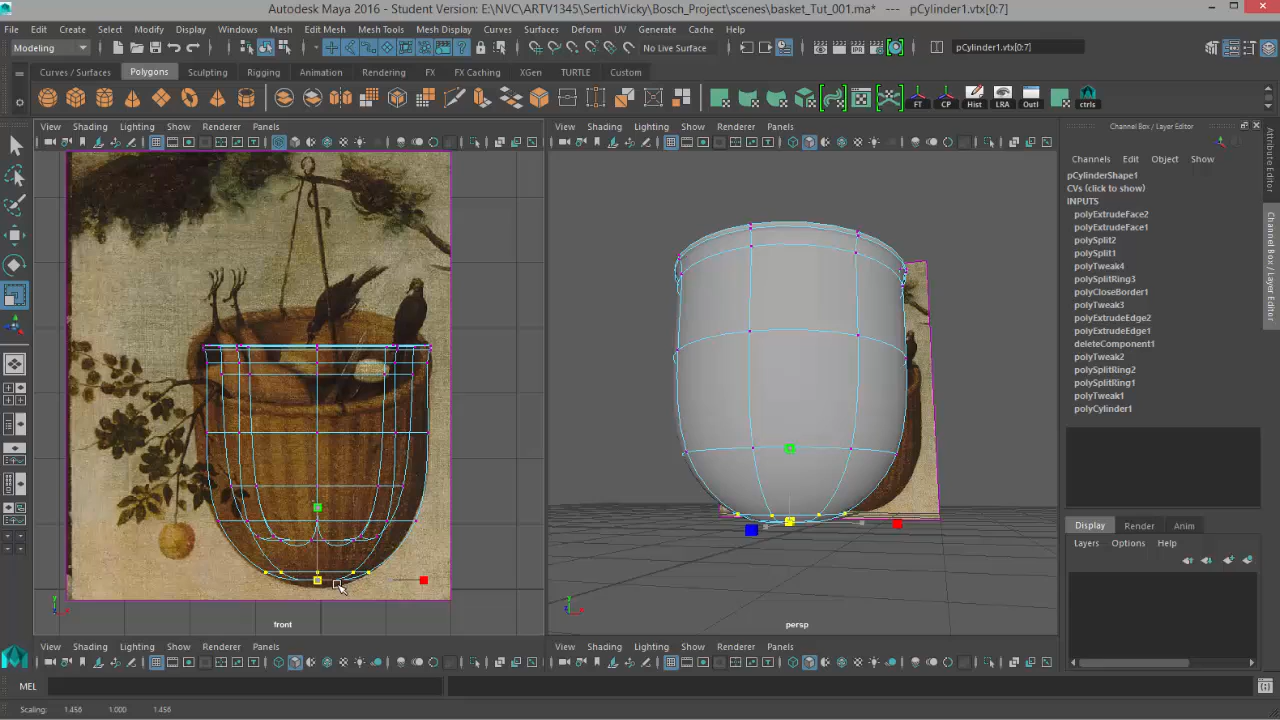 Autodesk Maya 2016 - Student Version: E:\NVC\ARTV1345\SertichVicky\Bosch_Project\scenes\basket_Tut_001.ma* --- pCylinder1.vtx[0:7]
File Edit Create Select Modify Display Windows Mesh Edit Mesh Mesh Tools Mesh Display Curves Surfaces Deform UV Generate Cache Help
Modeling No Live Surface pCylinder1.vtx[0:7]
Curves / Surfaces Polygons Sculpting Rigging Animation Rendering FX FX Caching XGen TURTLE Custom
FT CP Hist LRA Outl ctrls
View Shading Lighting Show Renderer Panels
View Shading Lighting Show Renderer Panels
front
persp
View Shading Lighting Show Renderer Panels
View Shading Lighting Show Renderer Panels
Channel Box / Layer Editor
Channels Edit Object Show
pCylinderShape1
CVs (click to show)
INPUTS
polyExtrudeFace2
polyExtrudeFace1
polySplit2
polySplit1
polyTweak4
polySplitRing3
polyCloseBorder1
polyTweak3
polyExtrudeEdge2
polyExtrudeEdge1
deleteComponent1
polyTweak2
polySplitRing2
polySplitRing1
polyTweak1
polyCylinder1
Display Render Anim
Layers Options Help
Attribute Editor
Channel Box / Layer Editor
MEL
Scaling: 1.456 1.000 1.456